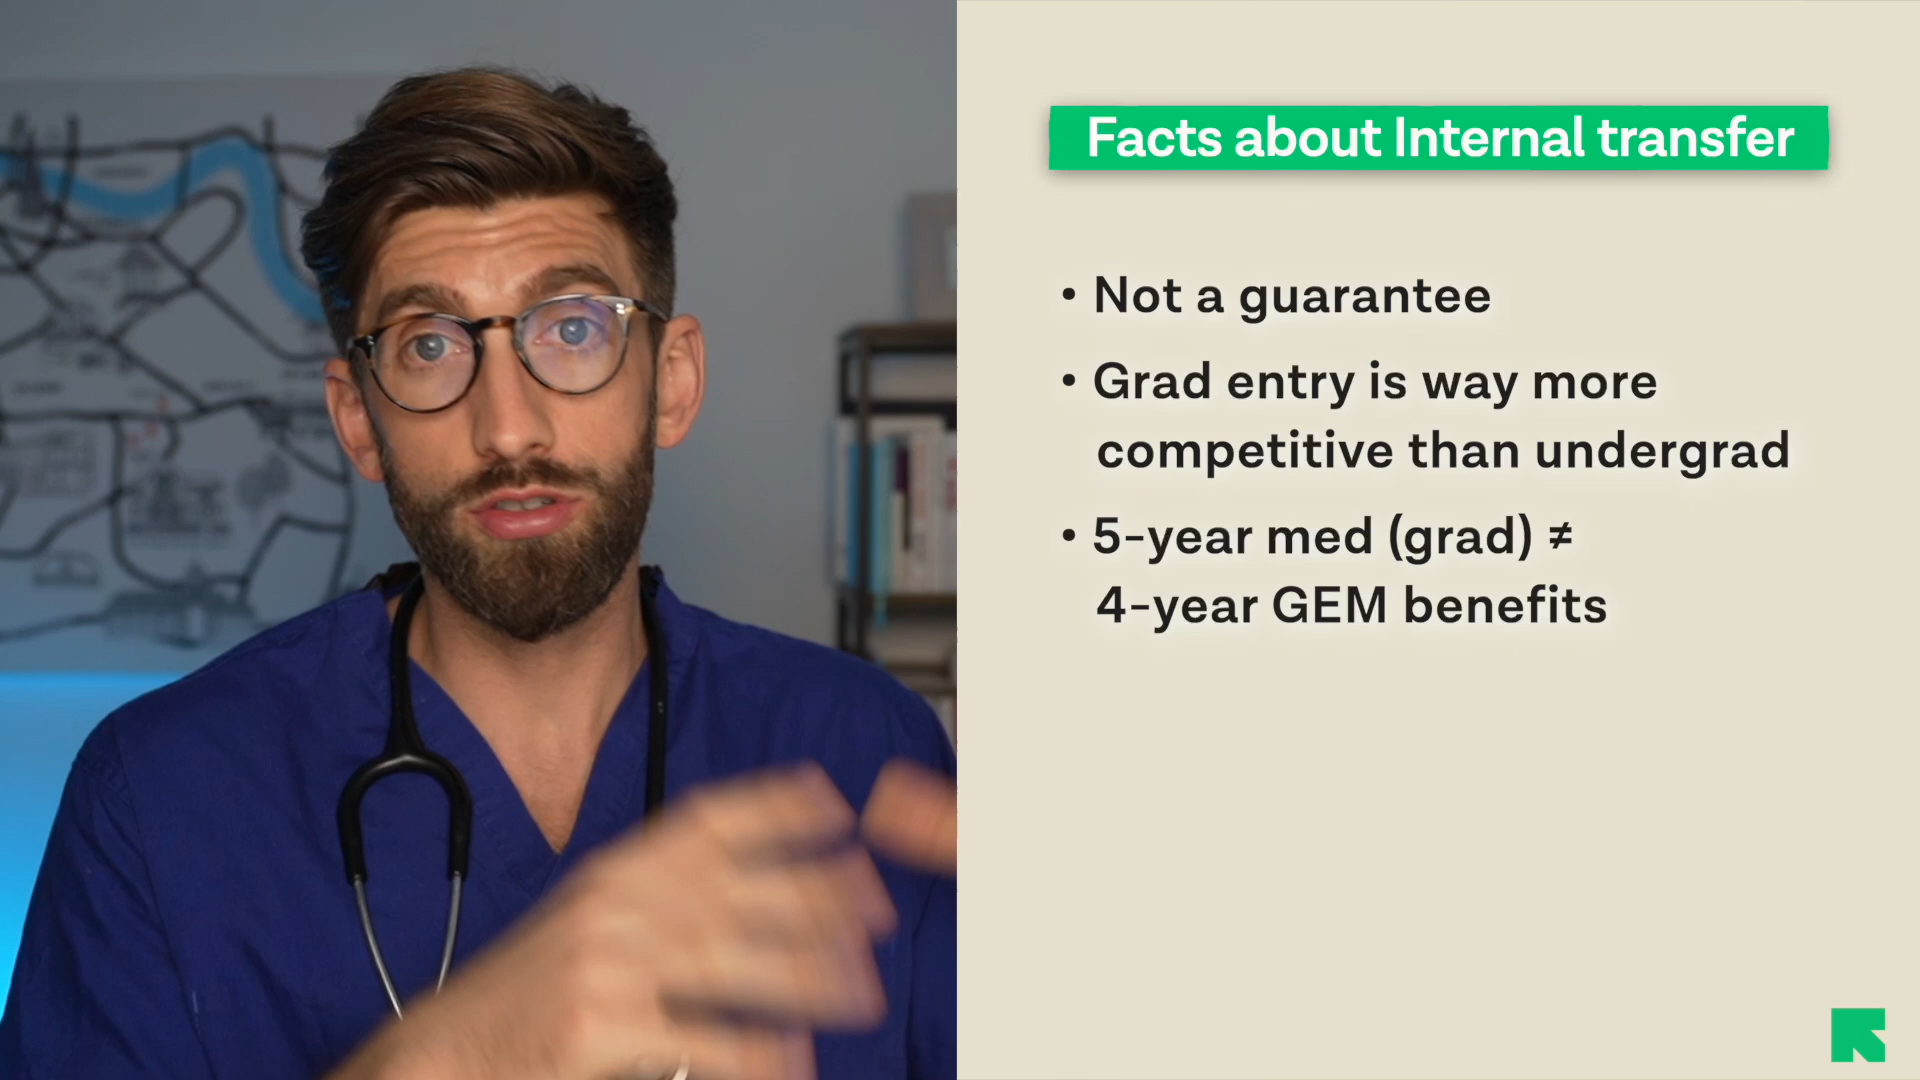 Facts about Internal transfer
• Not a guarantee
• Grad entry is way more
competitive than undergrad
• 5-year med (grad) ≠
4-year GEM benefits